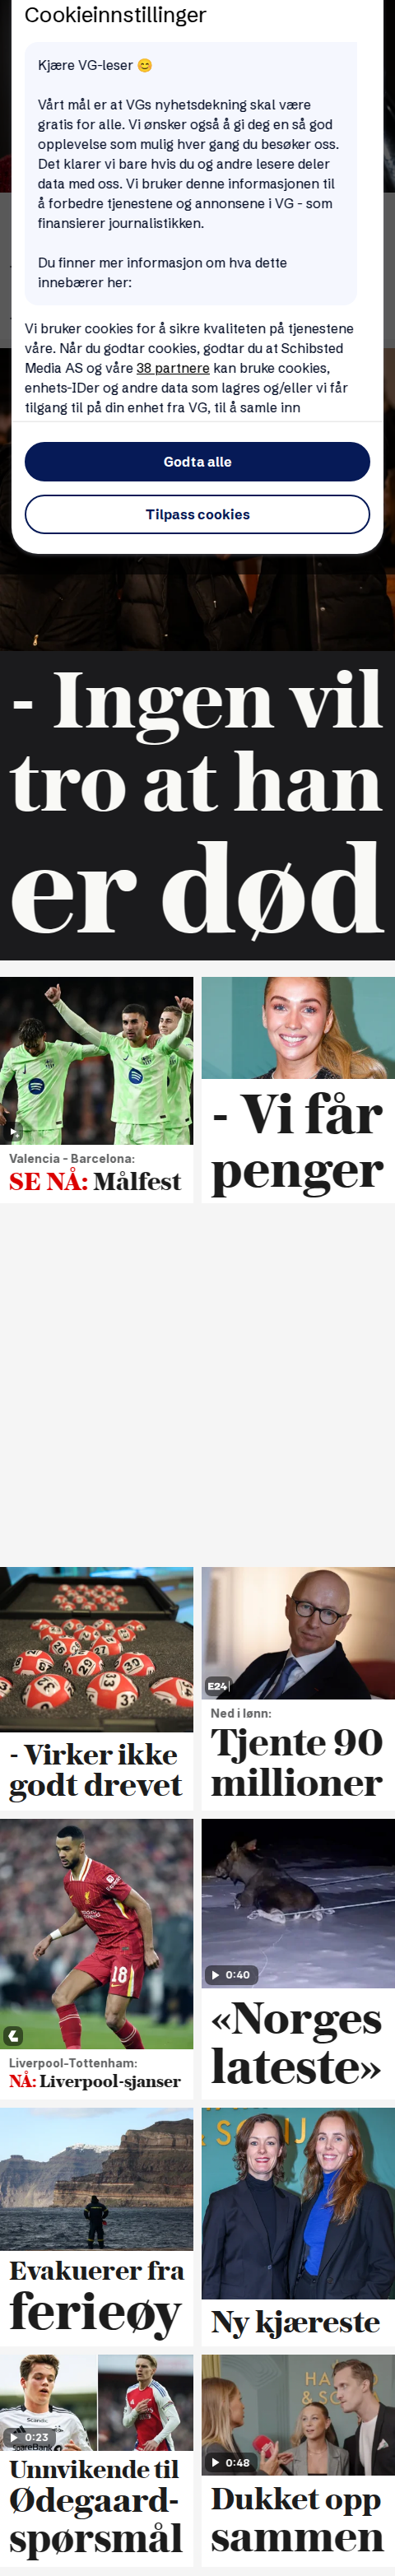 Cookieinnstillinger
Kjære VG-leser 😊
Vårt mål er at VGs nyhetsdekning skal være
gratis for alle. Vi ønsker også å gi deg en så god
opplevelse som mulig hver gang du besøker oss.
Det klarer vi bare hvis du og andre lesere deler
data med oss. Vi bruker denne informasjonen til
å forbedre tjenestene og annonsene i VG - som
finansierer journalistikken.
Du finner mer informasjon om hva dette
innebærer her:
Vi bruker cookies for å sikre kvaliteten på tjenestene
våre. Når du godtar cookies, godtar du at Schibsted
Media AS og våre 38 partnere kan bruke cookies,
enhets-IDer og andre data som lagres og/eller vi får
tilgang til på din enhet fra VG, til å samle inn
Godta alle
Tilpass cookies
- Ingen vil
tro at han
er død
Valencia - Barcelona:
SE NÅ: Målfest
- Vi får
penger
- Virker ikke
godt drevet
E24
Ned i lønn:
Tjente 90
millioner
18
Liverpool-Tottenham:
NÅ: Liverpool-sjanser
0:40
«Norges
lateste»
Evakuerer fra
ferieøy
Ny kjæreste
0:23
Unnvikende til
Ødegaard-
spørsmål
0:48
Dukket opp
sammen